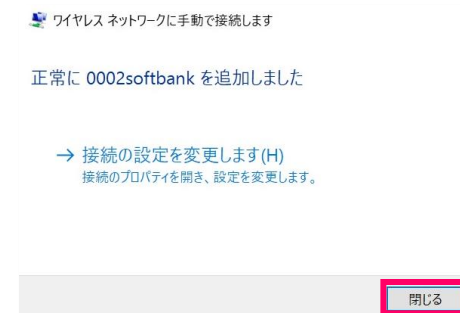 ワイヤレス ネットワークに手動で接続します
正常に 0002softbank を追加しました
→ 接続の設定を変更します(H)
接続のプロパティを開き、設定を変更します。
閉じる